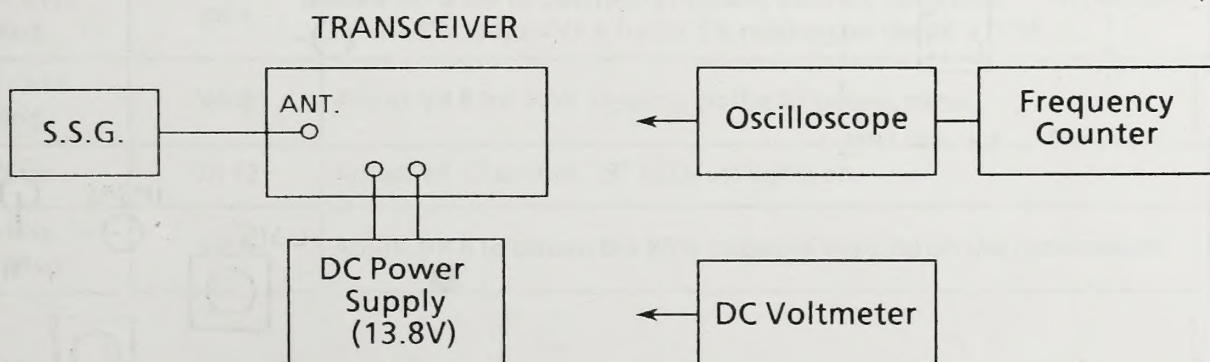 TRANSCEIVER
ANT.
S.S.G.
Oscilloscope
Frequency
Counter
DC Power
Supply
(13.8V)
DC Voltmeter